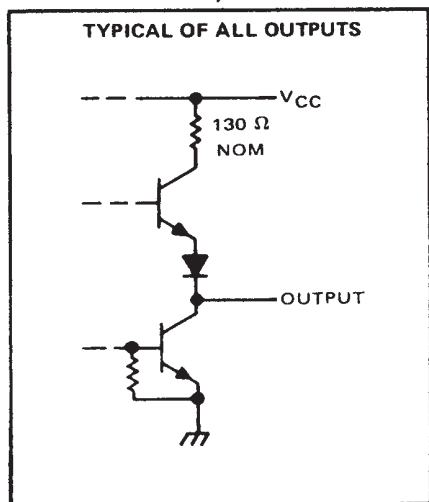 TYPICAL OF ALL OUTPUTS
VCC
130 Ω
NOM
OUTPUT